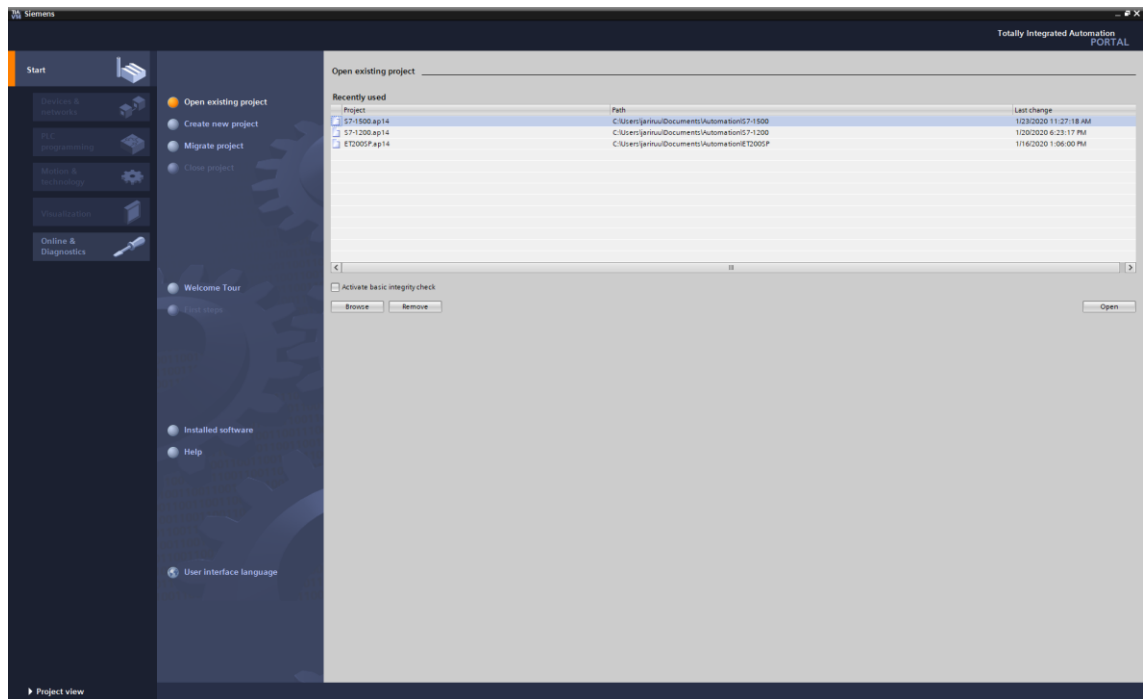 Siemens
Totally Integrated Automation
PORTAL
Start
Devices &
networks
PLC
programming
Motion &
technology
Visualization
Online &
Diagnostics
Open existing project
Create new project
Migrate project
Close project
Welcome Tour
First steps
Installed software
Help
User interface language
Open existing project
Recently used
Project Path Last change
S7-1500.ap14 C:\Users\jariruu\Documents\Automation\S7-1500 1/23/2020 11:27:18 AM
S7-1200.ap14 C:\Users\jariruu\Documents\Automation\S7-1200 1/20/2020 6:23:17 PM
ET200SP.ap14 C:\Users\jariruu\Documents\Automation\ET200SP 1/16/2020 1:06:00 PM
Activate basic integrity check
Browse Remove Open
Project view